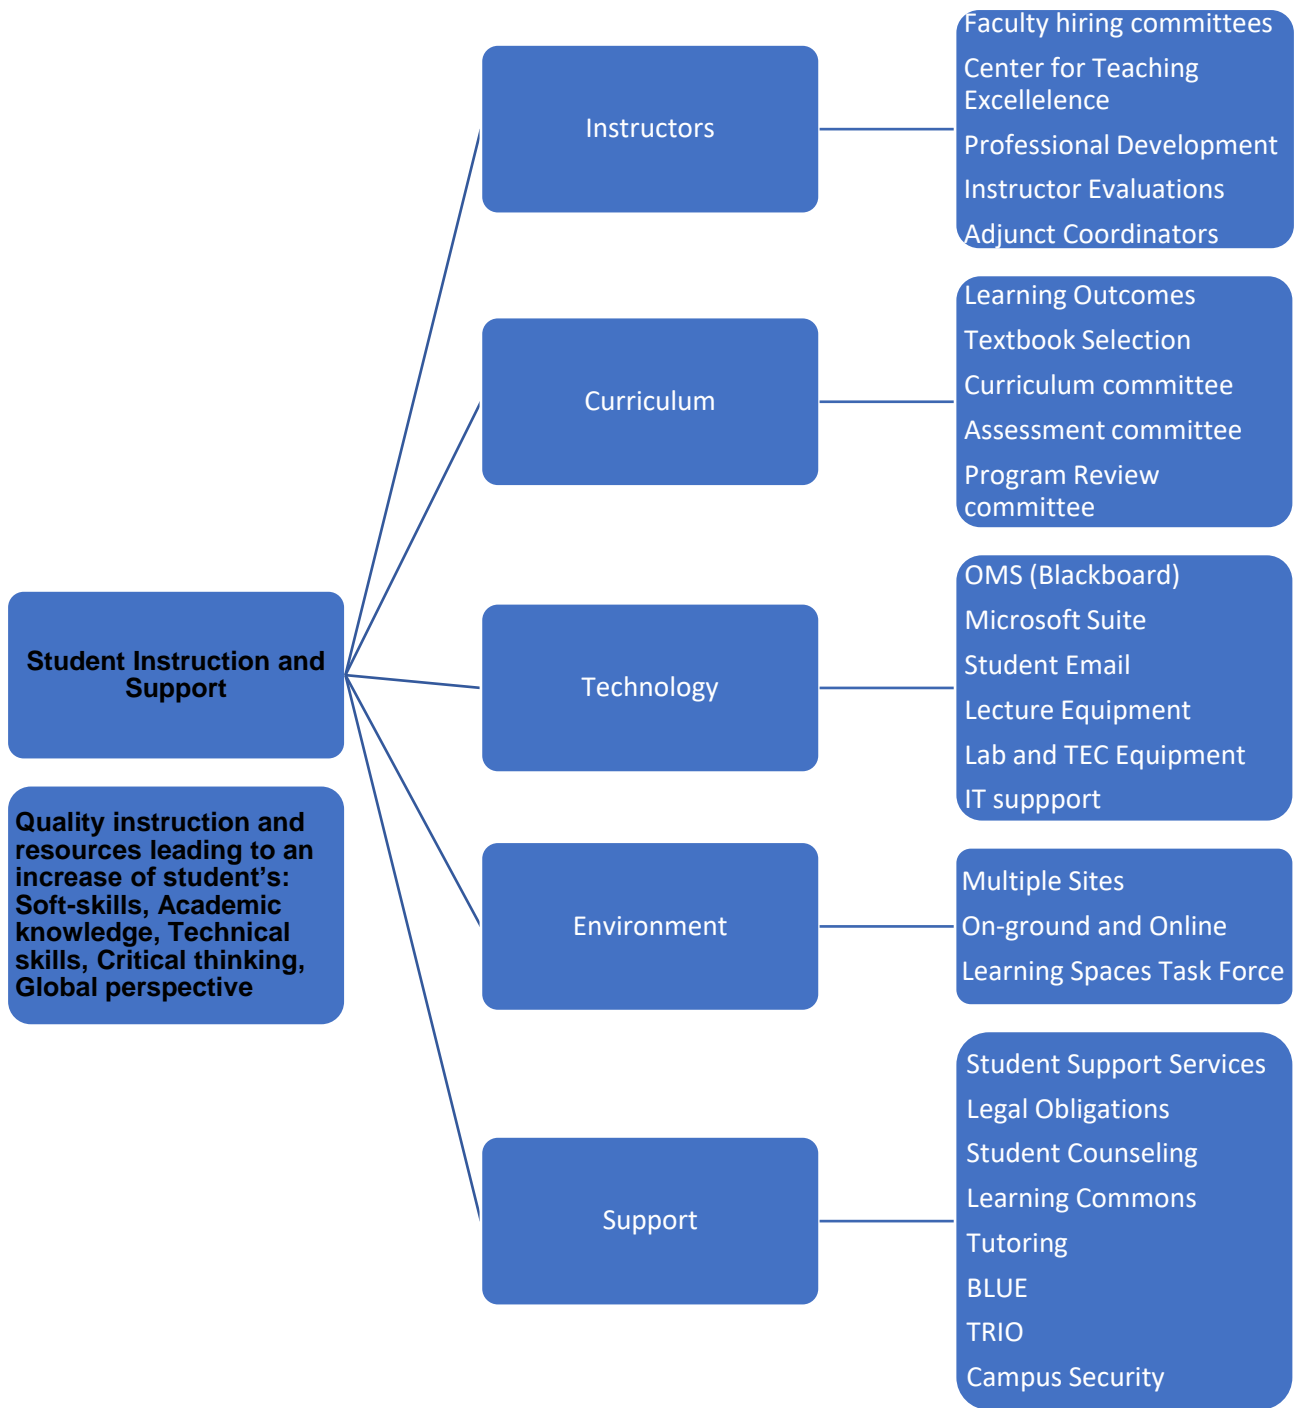 Student Instruction and
Support
Quality instruction and
resources leading to an
increase of student's:
Soft-skills, Academic
knowledge, Technical
skills, Critical thinking,
Global perspective
Instructors
Faculty hiring committees
Center for Teaching
Excellelence
Professional Development
Instructor Evaluations
Adjunct Coordinators
Curriculum
Learning Outcomes
Textbook Selection
Curriculum committee
Assessment committee
Program Review
committee
Technology
OMS (Blackboard)
Microsoft Suite
Student Email
Lecture Equipment
Lab and TEC Equipment
IT suppport
Environment
Multiple Sites
On-ground and Online
Learning Spaces Task Force
Support
Student Support Services
Legal Obligations
Student Counseling
Learning Commons
Tutoring
BLUE
TRIO
Campus Security